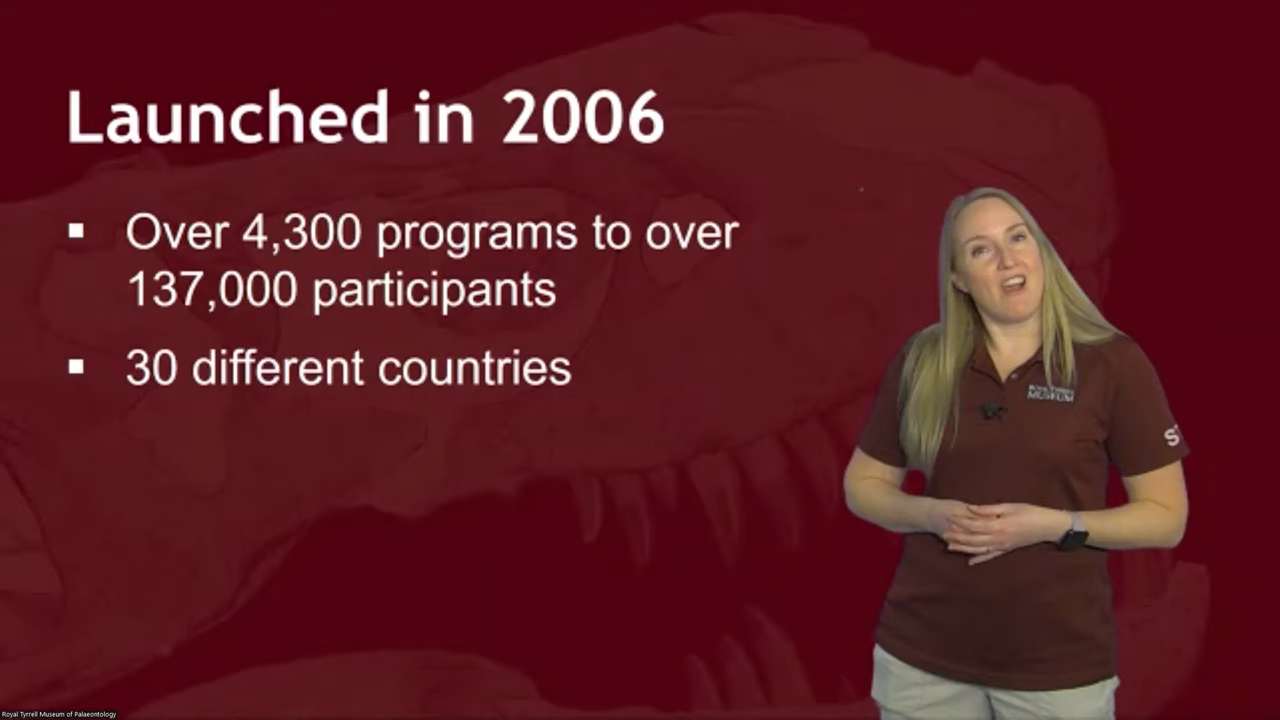 Launched in 2006
▪ Over 4,300 programs to over
137,000 participants
▪ 30 different countries
MUSEUM
Royal Tyrrell Museum of Palaeontology